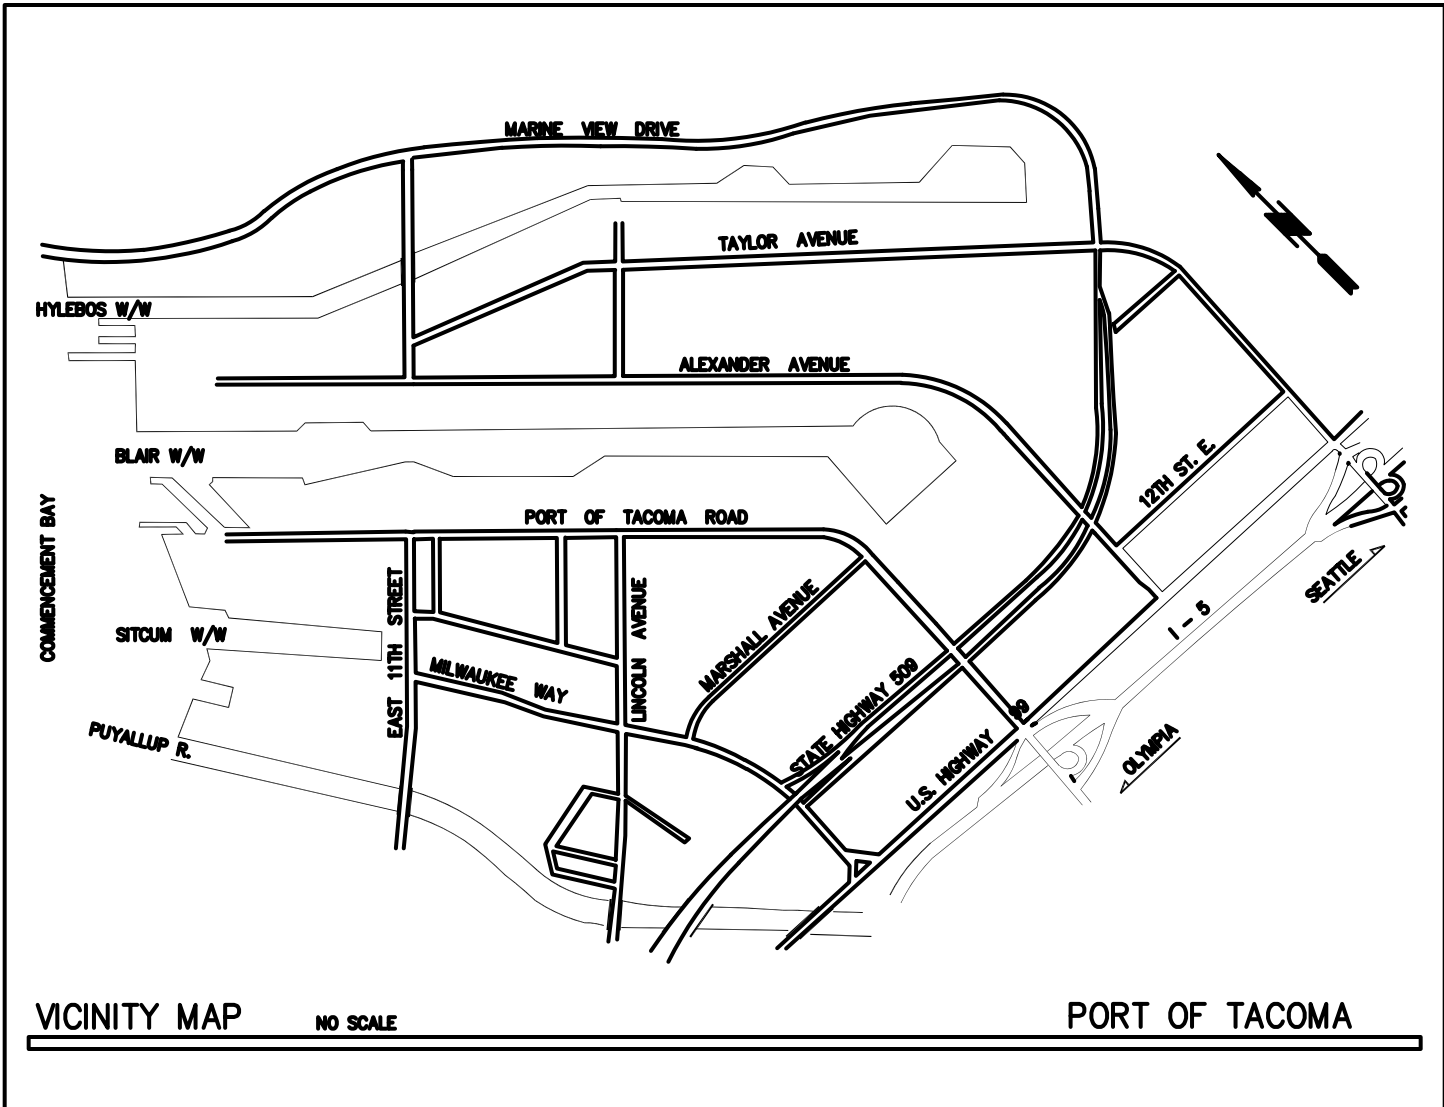 MARINE VIEW DRIVE
TAYLOR AVENUE
HYLEBOS W/W
ALEXANDER AVENUE
BLAIR W/W
12TH ST. E.
COMMENCEMENT BAY
PORT OF TACOMA ROAD
SEATTLE
EAST 11TH STREET
LINCOLN AVENUE
MARSHALL AVENUE
I - 5
SITCUM W/W
MILWAUKEE WAY
STATE HIGHWAY 509
U.S. HIGHWAY 99
PUYALLUP R.
OLYMPIA
VICINITY MAP
NO SCALE
PORT OF TACOMA